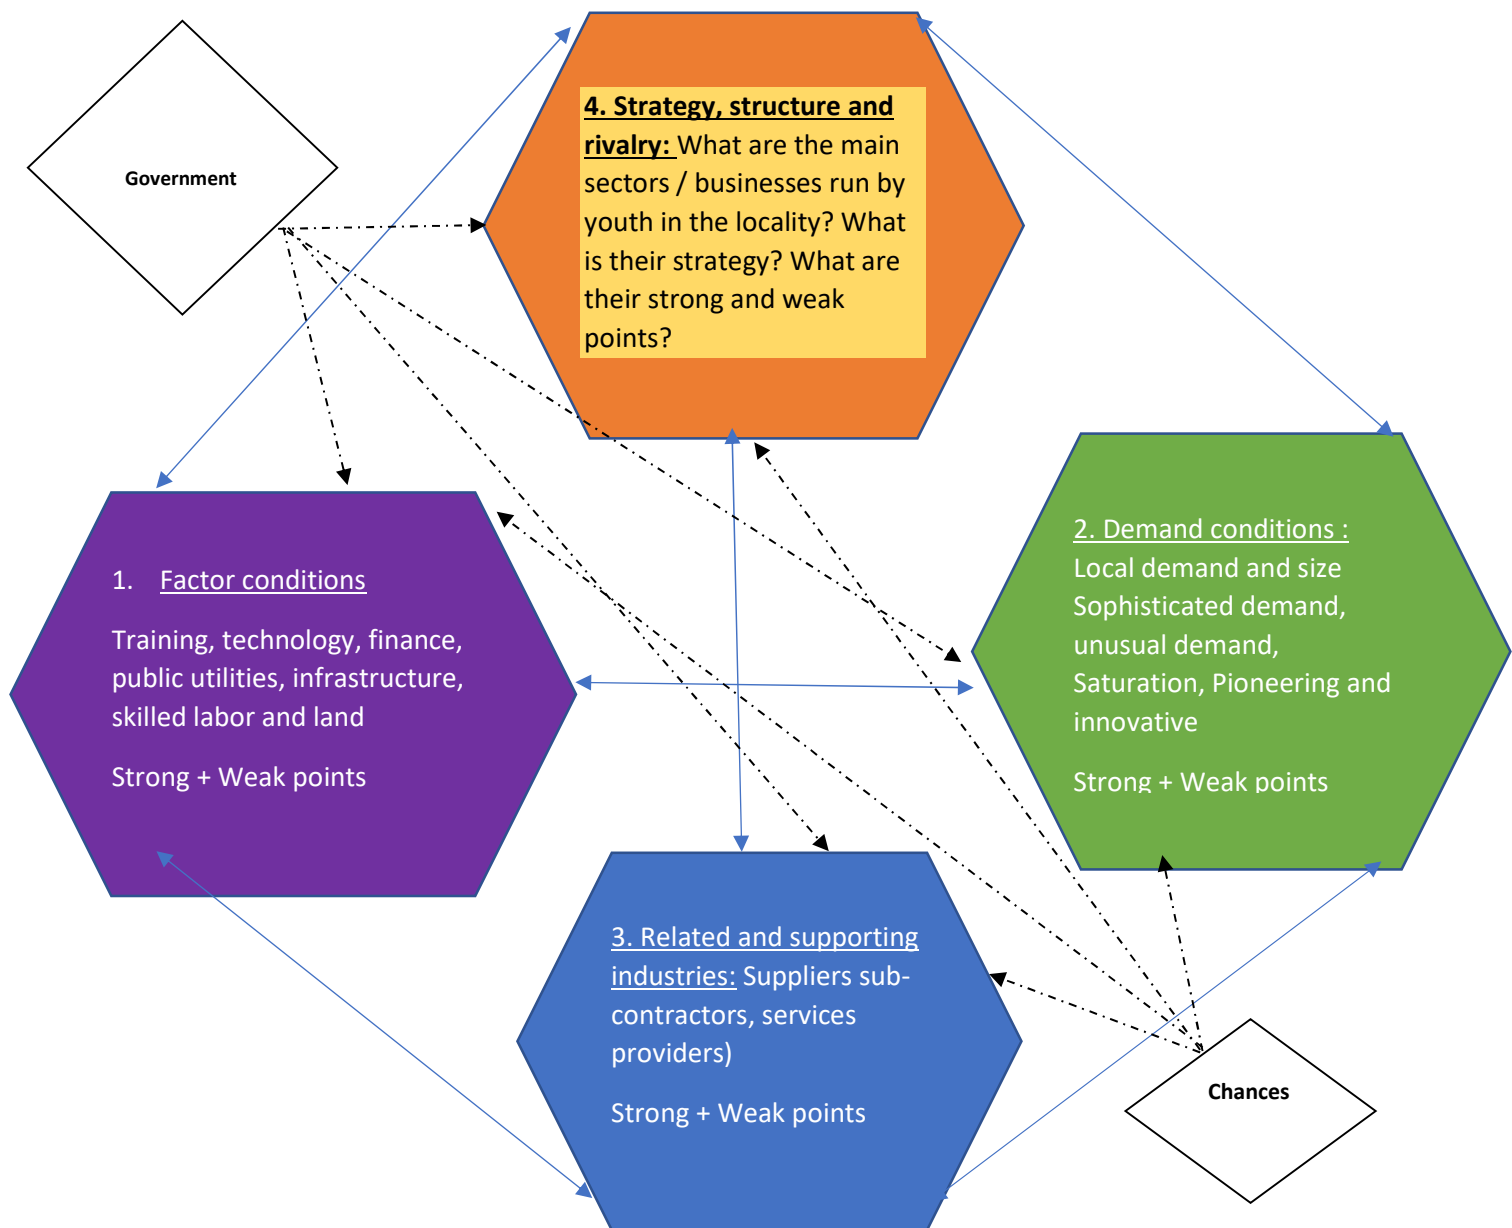 4. Strategy, structure and
rivalry: What are the main
sectors / businesses run by
youth in the locality? What
is their strategy? What are
their strong and weak
points?
Government
1. Factor conditions
Training, technology, finance,
public utilities, infrastructure,
skilled labor and land
Strong + Weak points
2. Demand conditions :
Local demand and size
Sophisticated demand,
unusual demand,
Saturation, Pioneering and
innovative
Strong + Weak points
3. Related and supporting
industries: Suppliers sub-
contractors, services
providers)
Strong + Weak points
Chances